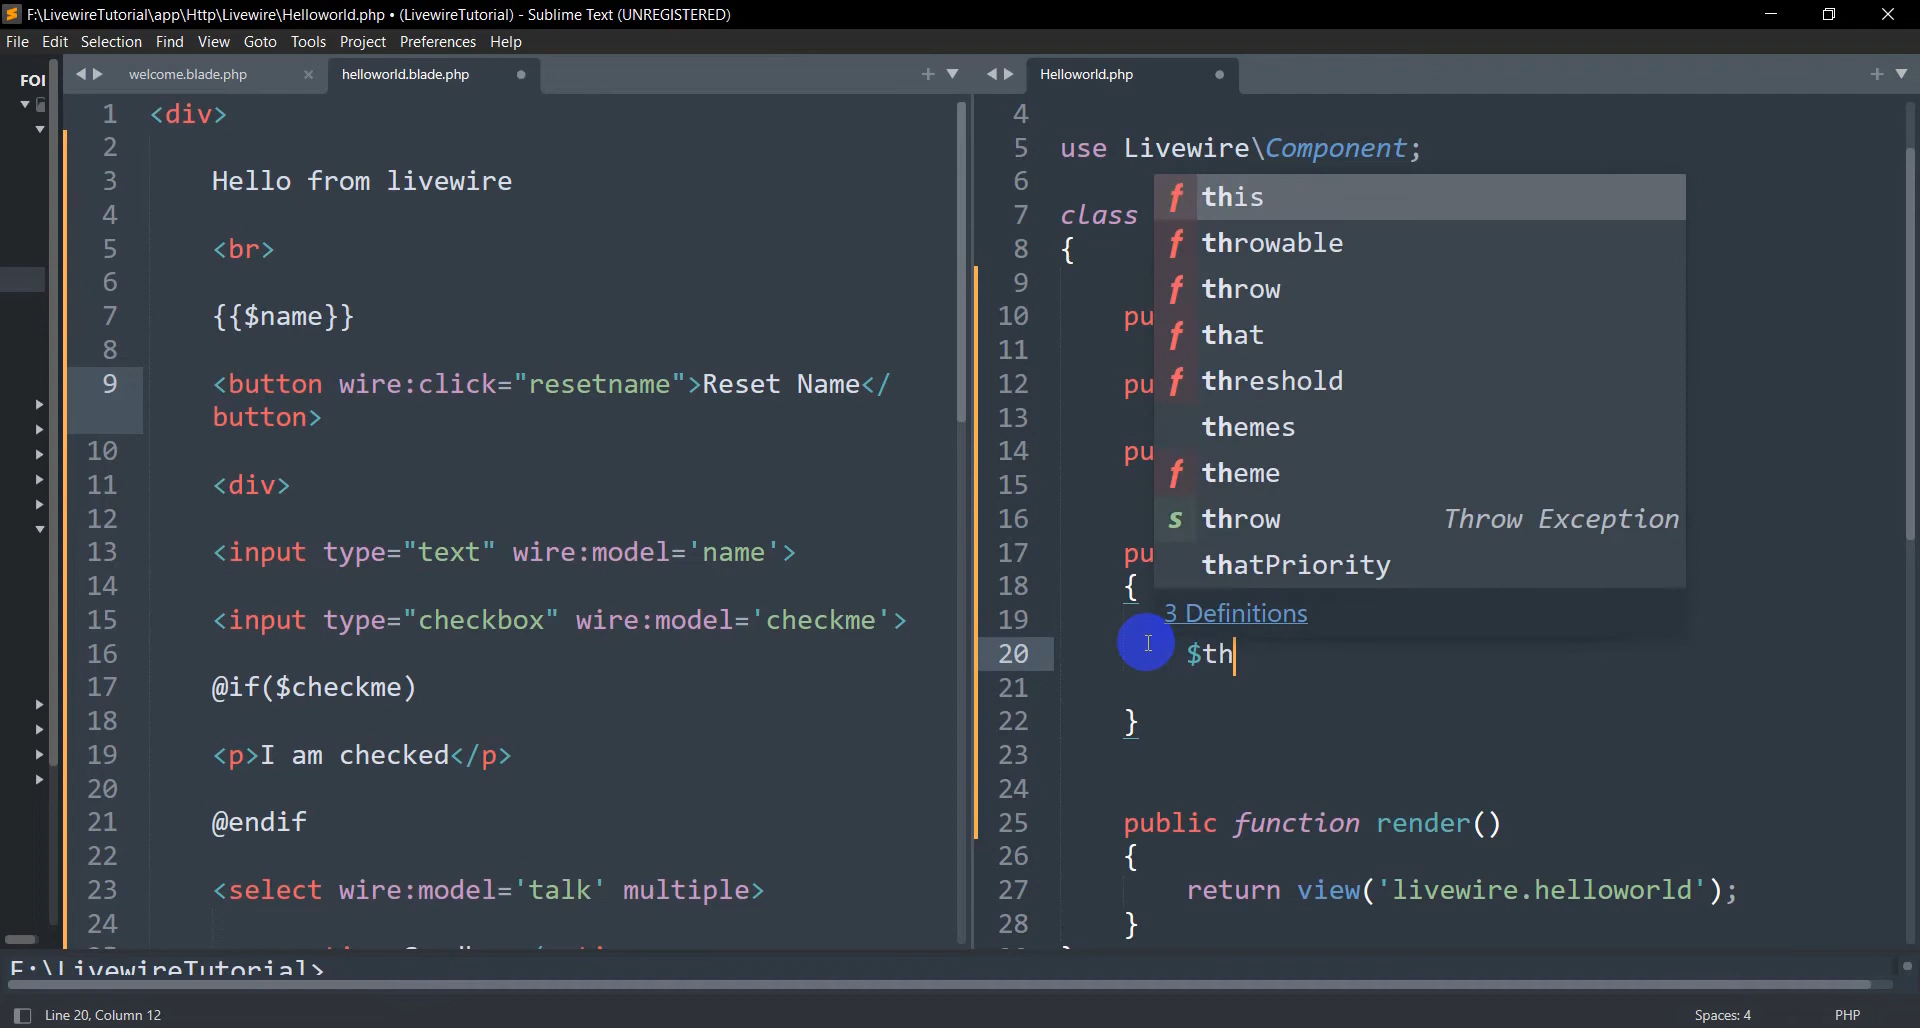 F:\LivewireTutorial\app\Http\Livewire\Helloworld.php • (LivewireTutorial) - Sublime Text (UNREGISTERED)
File Edit Selection Find View Goto Tools Project Preferences Help
FOI
welcome.blade.php × helloworld.blade.php
1 <div>
2
3 Hello from livewire
4
5 <br>
6
7 {{$name}}
8
9 <button wire:click="resetname">Reset Name</
button>
10
11 <div>
12
13 <input type="text" wire:model='name'>
14
15 <input type="checkbox" wire:model='checkme'>
16
17 @if($checkme)
18
19 <p>I am checked</p>
20
21 @endif
22
23 <select wire:model='talk' multiple>
24
Helloworld.php
4
5 use Livewire\Component;
6
7 class
8 {
9
10 pu
11
12 pu
13
14 pu
15
16
17 pu
18 {
19
20 $th
21
22 }
23
24
25 public function render()
26 {
27 return view('livewire.helloworld');
28 }
f this
f throwable
f throw
f that
f threshold
themes
f theme
s throw Throw Exception
thatPriority
3 Definitions
F:\LivewireTutorial>
Line 20, Column 12 Spaces: 4 PHP